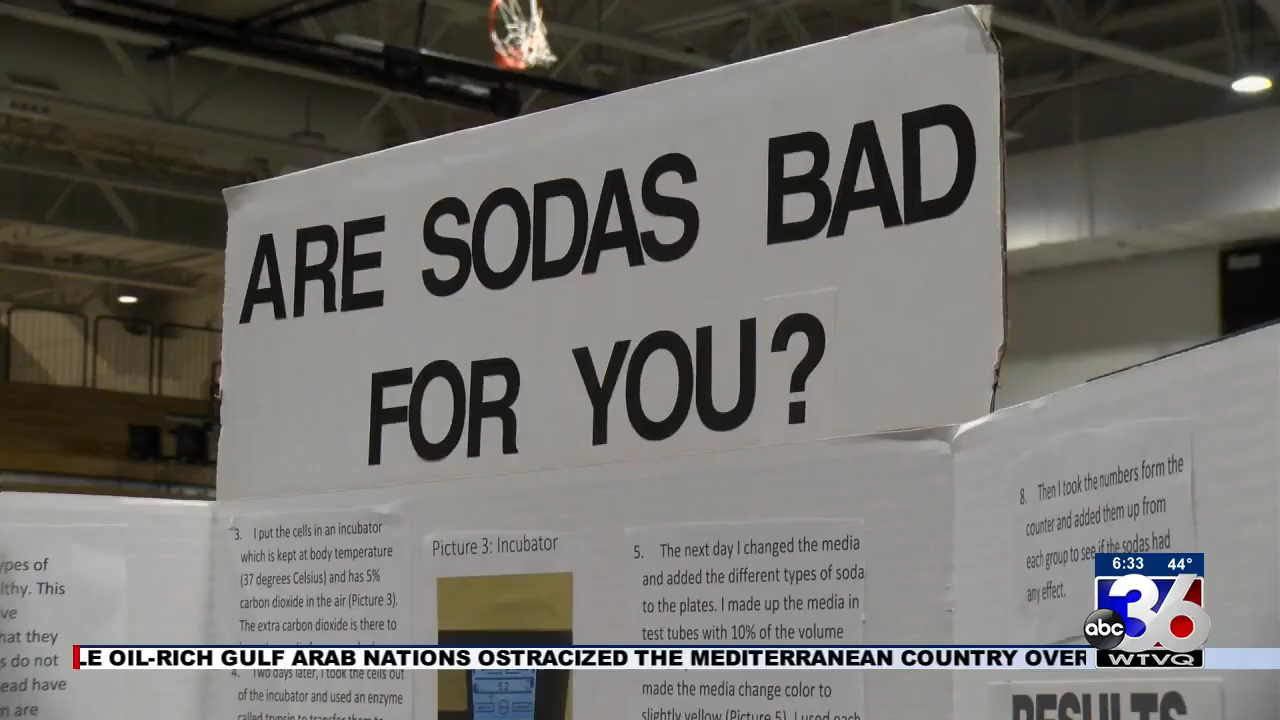 ARE SODAS BAD
FOR YOU?
ypes of
lthy. This
ve
hat they
s do not
ead have
n are
3. I put the cells in an incubator
which is kept at body temperature
(37 degrees Celsius) and has 5%
carbon dioxide in the air (Picture 3).
The extra carbon dioxide is there to
4. Two days later, I took the cells out
of the incubator and used an enzyme
called trypsin to transfer them to
Picture 3: Incubator
5. The next day I changed the media
and added the different types of soda
to the plates. I made up the media in
test tubes with 10% of the volume
made the media change color to
slightly yellow (Picture 5). I used each
8. Then I took the numbers form the
counter and added them up from
each group to see if the sodas had
any effect.
RESULTS
6:33 44°
abc 36
WTVQ
LE OIL-RICH GULF ARAB NATIONS OSTRACIZED THE MEDITERRANEAN COUNTRY OVER